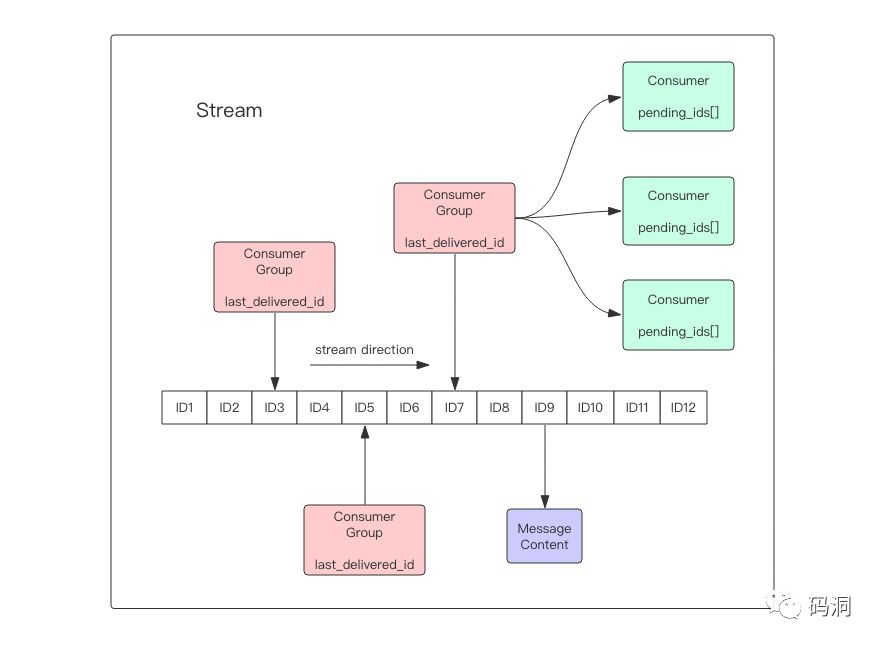 Stream
Consumer
pending_ids[]
Consumer
Group
last_delivered_id
Consumer
pending_ids[]
Consumer
Group
last_delivered_id
Consumer
pending_ids[]
stream direction
ID1 ID2 ID3 ID4 ID5 ID6 ID7 ID8 ID9 ID10 ID11 ID12
Consumer
Group
last_delivered_id
Message
Content
码洞